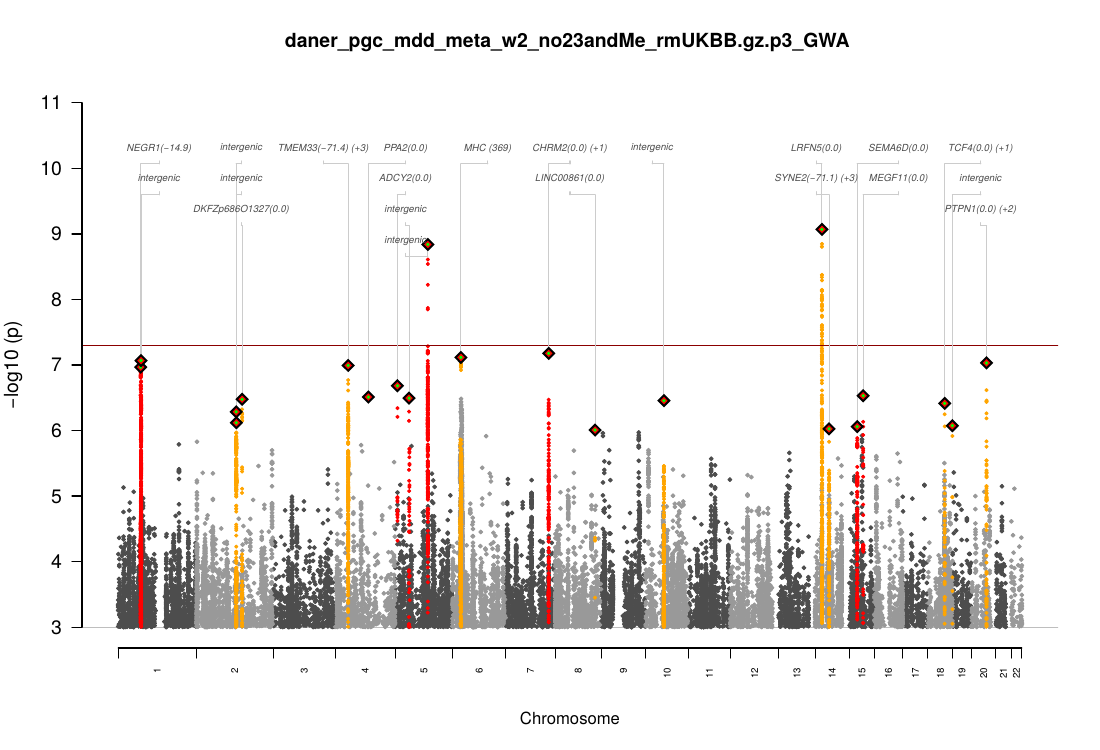 daner_pgc_mdd_meta_w2_no23andMe_rmUKBB.gz.p3_GWA
11
10
9
8
7
6
5
4
3
−log10 (p)
NEGR1(−14.9) intergenic TMEM33(−71.4) (+3) PPA2(0.0) MHC (369) CHRM2(0.0) (+1) intergenic LRFN5(0.0) SEMA6D(0.0) TCF4(0.0) (+1)
intergenic intergenic ADCY2(0.0) LINC00861(0.0) SYNE2(−71.1) (+3) MEGF11(0.0) intergenic
DKFZp686O1327(0.0) intergenic PTPN1(0.0) (+2)
intergenic
1 2 3 4 5 6 7 8 9 10 11 12 13 14 15 16 17 18 19 20 21 22
Chromosome